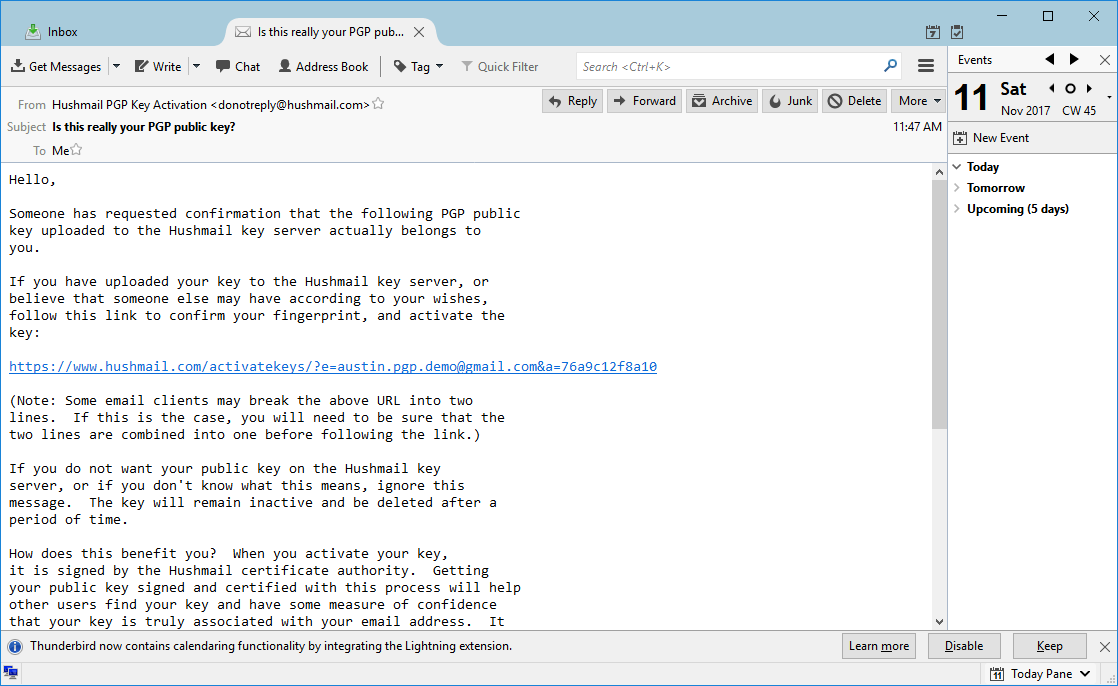 Inbox
Is this really your PGP pub...
7
Get Messages
Write
Chat
Address Book
Tag
Quick Filter
Search <Ctrl+K>
Events
From Hushmail PGP Key Activation <donotreply@hushmail.com>
Reply
Forward
Archive
Junk
Delete
More
Subject Is this really your PGP public key?
11:47 AM
To Me
11
Sat
Nov 2017
CW 45
New Event
Today
Tomorrow
Upcoming (5 days)
Hello,
Someone has requested confirmation that the following PGP public
key uploaded to the Hushmail key server actually belongs to
you.
If you have uploaded your key to the Hushmail key server, or
believe that someone else may have according to your wishes,
follow this link to confirm your fingerprint, and activate the
key:
https://www.hushmail.com/activatekeys/?e=austin.pgp.demo@gmail.com&a=76a9c12f8a10
(Note: Some email clients may break the above URL into two
lines.  If this is the case, you will need to be sure that the
two lines are combined into one before following the link.)
If you do not want your public key on the Hushmail key
server, or if you don't know what this means, ignore this
message.  The key will remain inactive and be deleted after a
period of time.
How does this benefit you?  When you activate your key,
it is signed by the Hushmail certificate authority.  Getting
your public key signed and certified with this process will help
other users find your key and have some measure of confidence
that your key is truly associated with your email address.  It
Thunderbird now contains calendaring functionality by integrating the Lightning extension.
Learn more
Disable
Keep
11
Today Pane